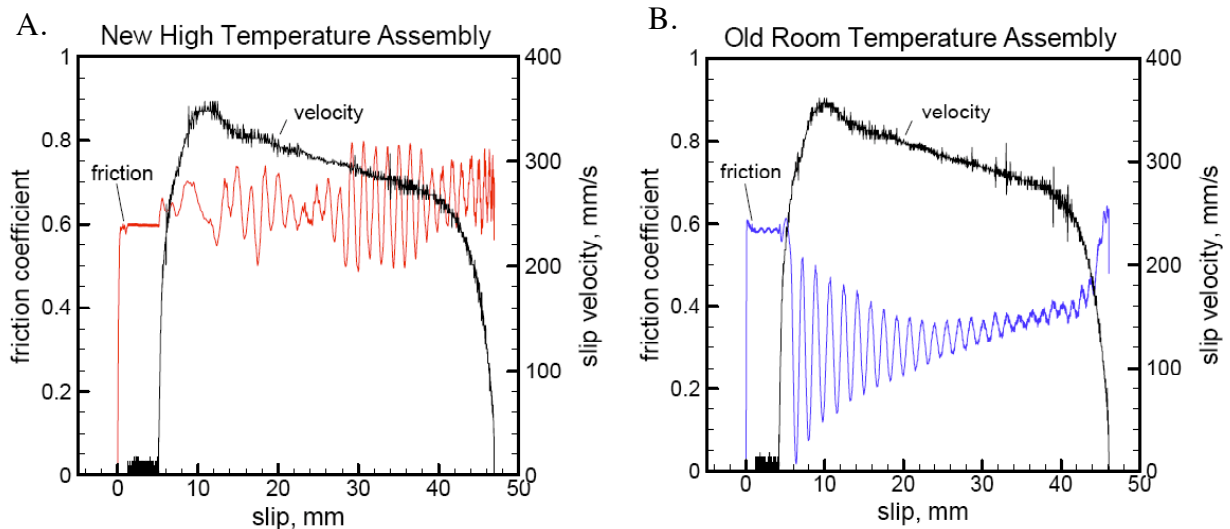 A.
New High Temperature Assembly
1
0.8
0.6
0.4
0.2
0
friction coefficient
400
300
200
100
0
slip velocity, mm/s
velocity
friction
0 10 20 30 40 50
slip, mm
B.
Old Room Temperature Assembly
1
0.8
0.6
0.4
0.2
0
friction coefficient
400
300
200
100
0
slip velocity, mm/s
velocity
friction
0 10 20 30 40 50
slip, mm